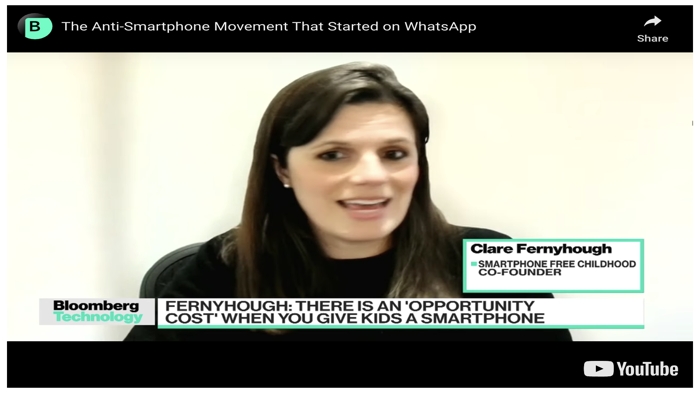 B
The Anti-Smartphone Movement That Started on WhatsApp
Share
Clare Fernyhough
SMARTPHONE FREE CHILDHOOD
CO-FOUNDER
Bloomberg
Technology
FERNYHOUGH: THERE IS AN 'OPPORTUNITY
COST' WHEN YOU GIVE KIDS A SMARTPHONE
YouTube